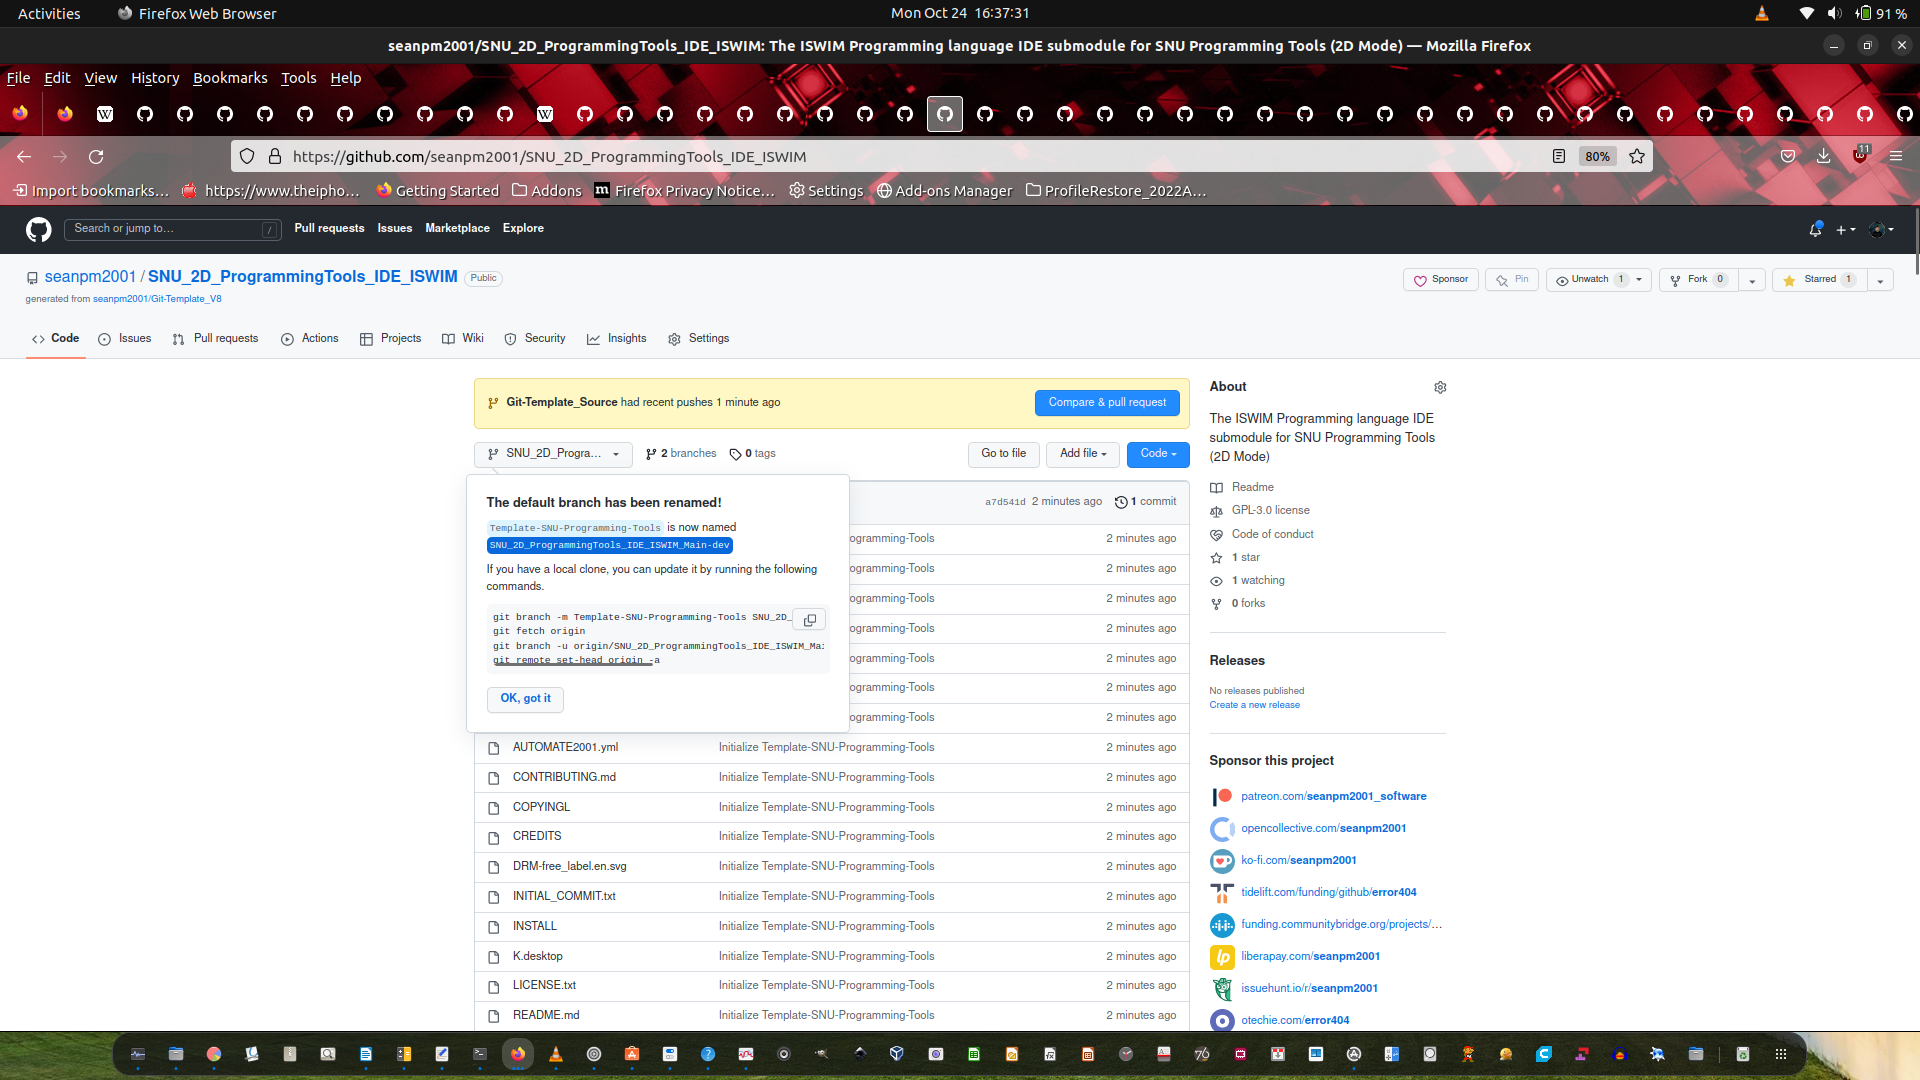 Activities
Firefox Web Browser
Mon Oct 24 16:37:31
91 %
seanpm2001/SNU_2D_ProgrammingTools_IDE_ISWIM: The ISWIM Programming language IDE submodule for SNU Programming Tools (2D Mode) — Mozilla Firefox
File Edit View History Bookmarks Tools Help
https://github.com/seanpm2001/SNU_2D_ProgrammingTools_IDE_ISWIM
80%
11
Import bookmarks… https://www.theipho… Getting Started Addons Firefox Privacy Notice… Settings Add-ons Manager ProfileRestore_2022A…
Search or jump to… /
Pull requests Issues Marketplace Explore
seanpm2001 / SNU_2D_ProgrammingTools_IDE_ISWIM Public
generated from seanpm2001/Git-Template_V8
Sponsor Pin Unwatch 1 Fork 0 Starred 1
Code Issues Pull requests Actions Projects Wiki Security Insights Settings
Git-Template_Source had recent pushes 1 minute ago
Compare & pull request
SNU_2D_Progra… 2 branches 0 tags
Go to file Add file Code
The default branch has been renamed!
Template-SNU-Programming-Tools is now named
SNU_2D_ProgrammingTools_IDE_ISWIM_Main-dev
If you have a local clone, you can update it by running the following
commands.
git branch -m Template-SNU-Programming-Tools SNU_2D_
git fetch origin
git branch -u origin/SNU_2D_ProgrammingTools_IDE_ISWIM_Mai
git remote set-head origin -a
OK, got it
a7d541d 2 minutes ago 1 commit
ogramming-Tools 2 minutes ago
ogramming-Tools 2 minutes ago
ogramming-Tools 2 minutes ago
ogramming-Tools 2 minutes ago
ogramming-Tools 2 minutes ago
ogramming-Tools 2 minutes ago
ogramming-Tools 2 minutes ago
AUTOMATE2001.yml Initialize Template-SNU-Programming-Tools 2 minutes ago
CONTRIBUTING.md Initialize Template-SNU-Programming-Tools 2 minutes ago
COPYINGL Initialize Template-SNU-Programming-Tools 2 minutes ago
CREDITS Initialize Template-SNU-Programming-Tools 2 minutes ago
DRM-free_label.en.svg Initialize Template-SNU-Programming-Tools 2 minutes ago
INITIAL_COMMIT.txt Initialize Template-SNU-Programming-Tools 2 minutes ago
INSTALL Initialize Template-SNU-Programming-Tools 2 minutes ago
K.desktop Initialize Template-SNU-Programming-Tools 2 minutes ago
LICENSE.txt Initialize Template-SNU-Programming-Tools 2 minutes ago
README.md Initialize Template-SNU-Programming-Tools 2 minutes ago
About
The ISWIM Programming language IDE
submodule for SNU Programming Tools
(2D Mode)
Readme
GPL-3.0 license
Code of conduct
1 star
1 watching
0 forks
Releases
No releases published
Create a new release
Sponsor this project
patreon.com/seanpm2001_software
opencollective.com/seanpm2001
ko-fi.com/seanpm2001
tidelift.com/funding/github/error404
funding.communitybridge.org/projects/…
liberapay.com/seanpm2001
issuehunt.io/r/seanpm2001
otechie.com/error404